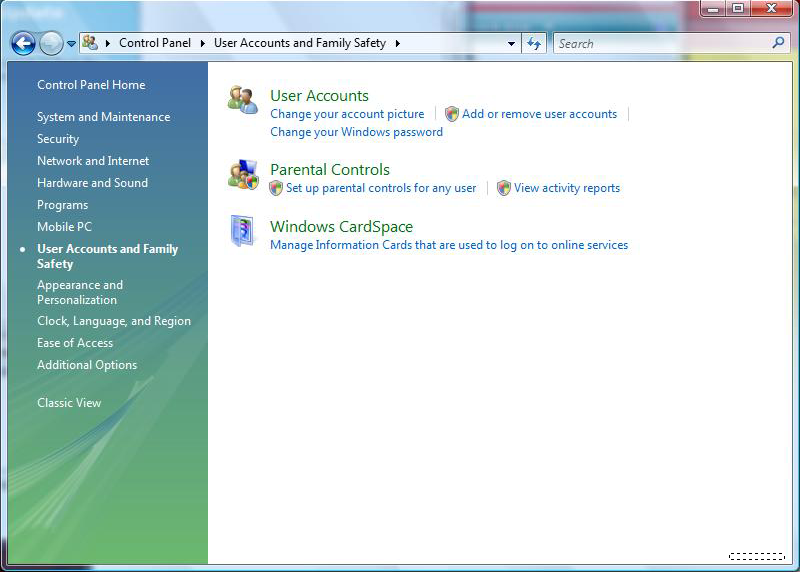 Control Panel User Accounts and Family Safety Search
Control Panel Home
System and Maintenance
Security
Network and Internet
Hardware and Sound
Programs
Mobile PC
User Accounts and Family
Safety
Appearance and
Personalization
Clock, Language, and Region
Ease of Access
Additional Options
Classic View
User Accounts
Change your account picture Add or remove user accounts
Change your Windows password
Parental Controls
Set up parental controls for any user View activity reports
Windows CardSpace
Manage Information Cards that are used to log on to online services